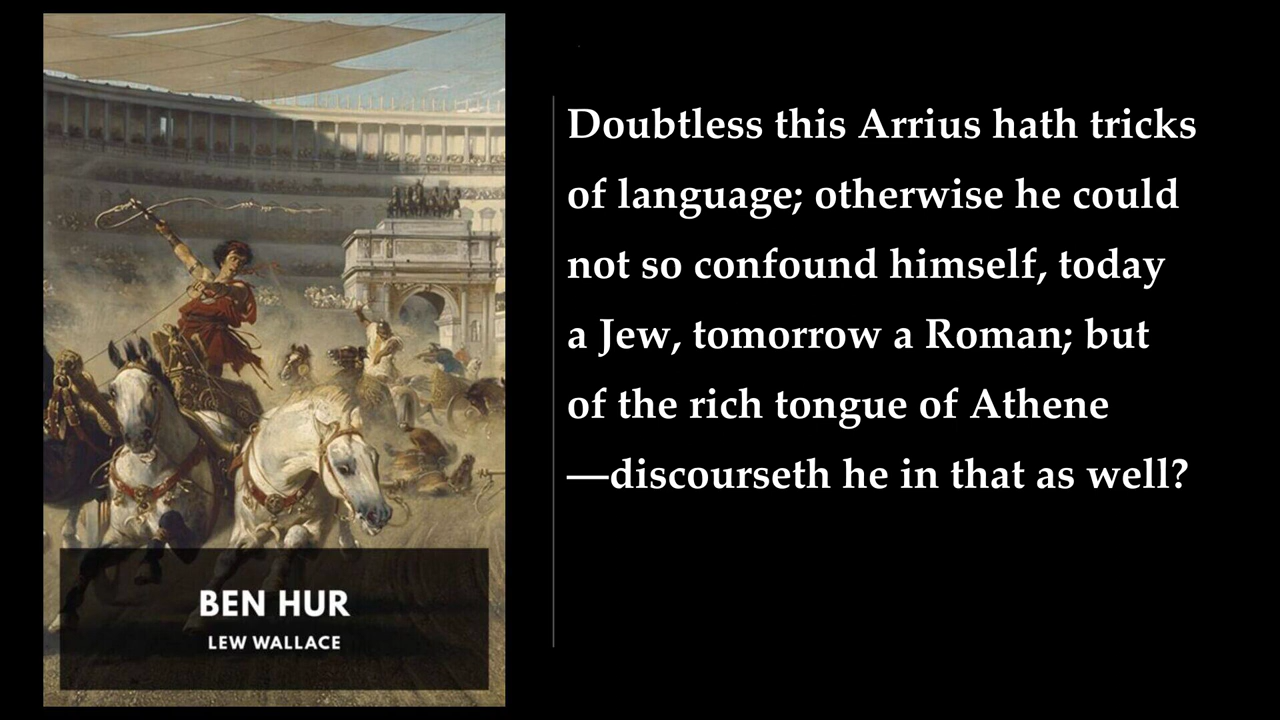 Doubtless this Arrius hath tricks
of language; otherwise he could
not so confound himself, today
a Jew, tomorrow a Roman; but
of the rich tongue of Athene
—discourseth he in that as well?
BEN HUR
LEW WALLACE